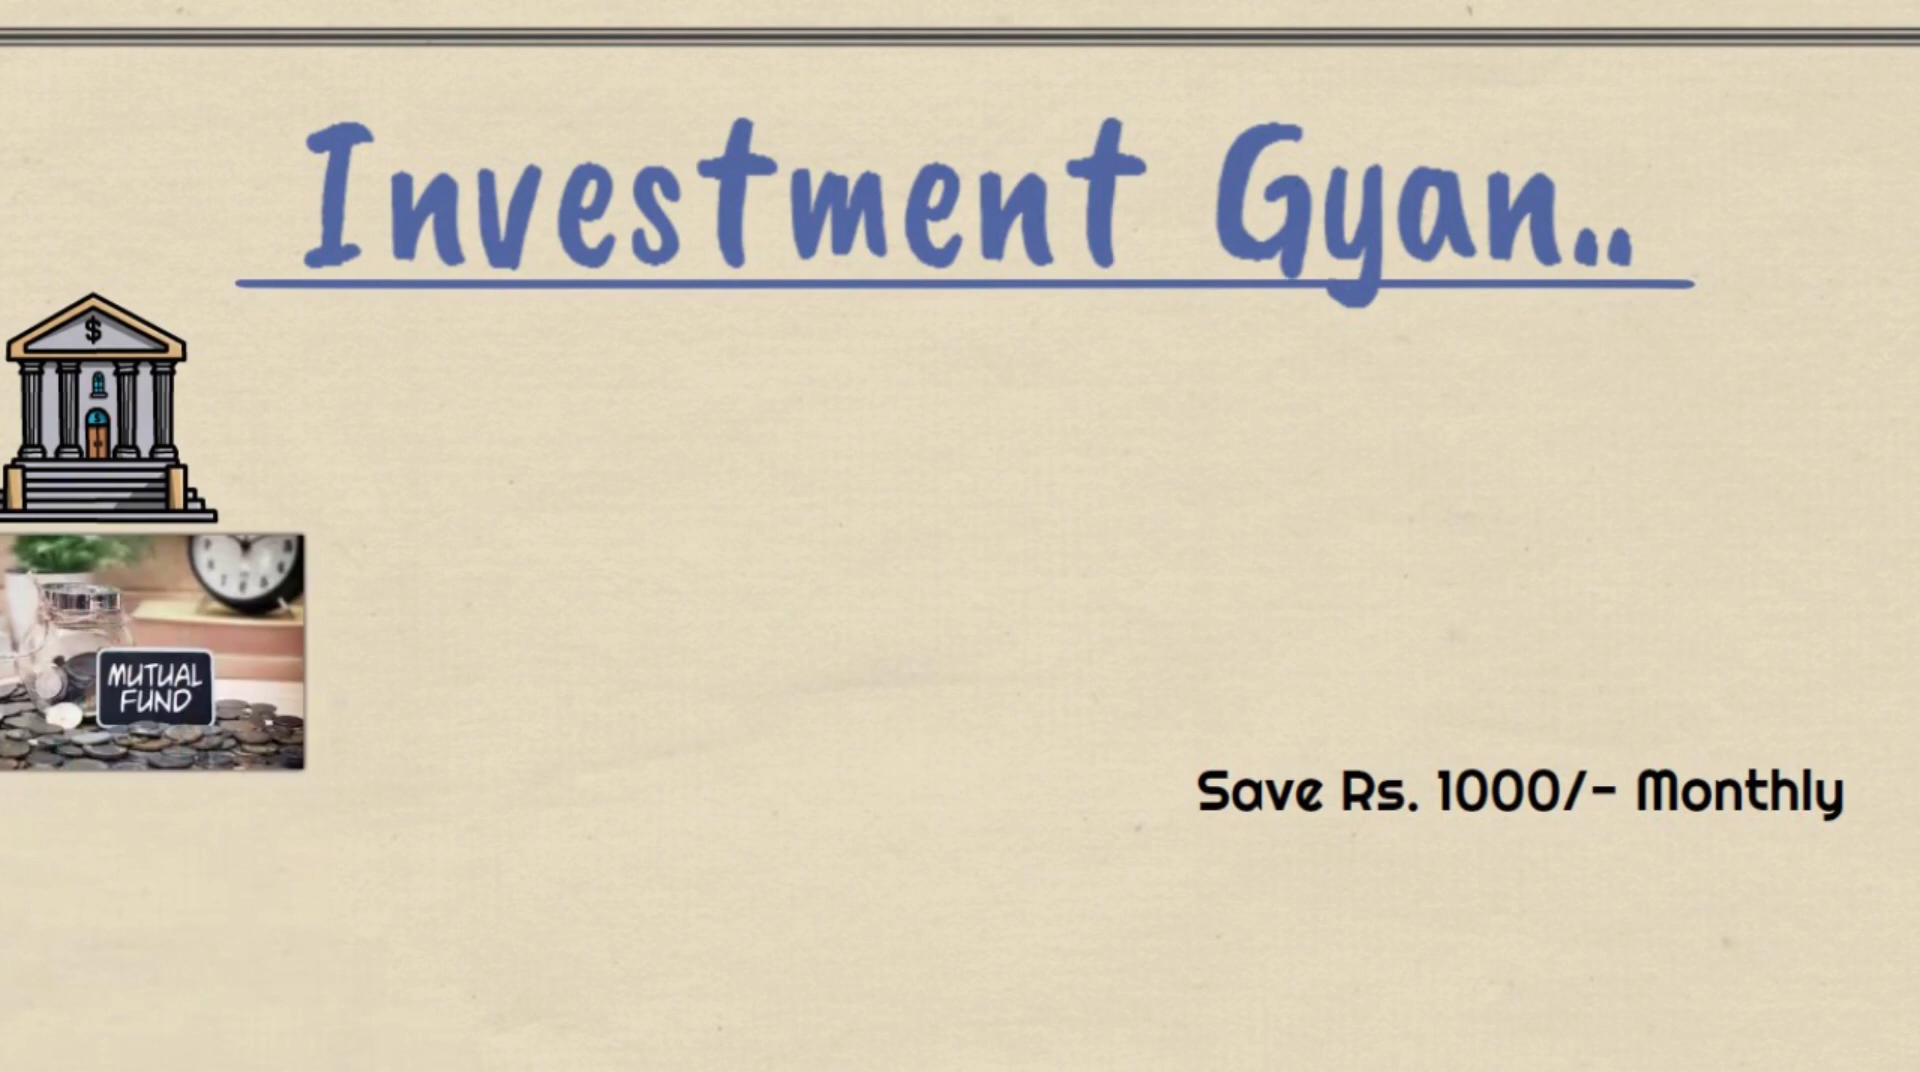 Investment Gyan..
$
MUTUAL
FUND
Save Rs. 1000/- Monthly